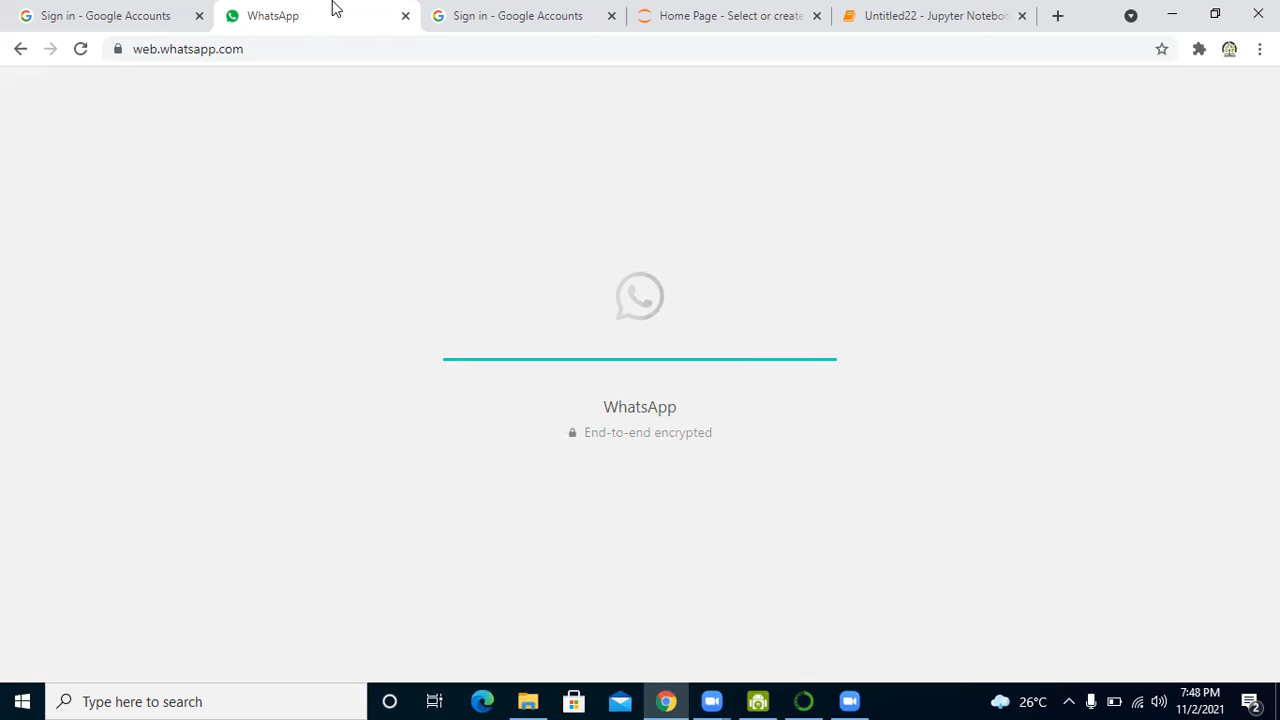 Sign in - Google Accounts
WhatsApp
Sign in - Google Accounts
Home Page - Select or create
Untitled22 - Jupyter Notebo
web.whatsapp.com
WhatsApp
End-to-end encrypted
Type here to search
26°C
7:48 PM
11/2/2021
2